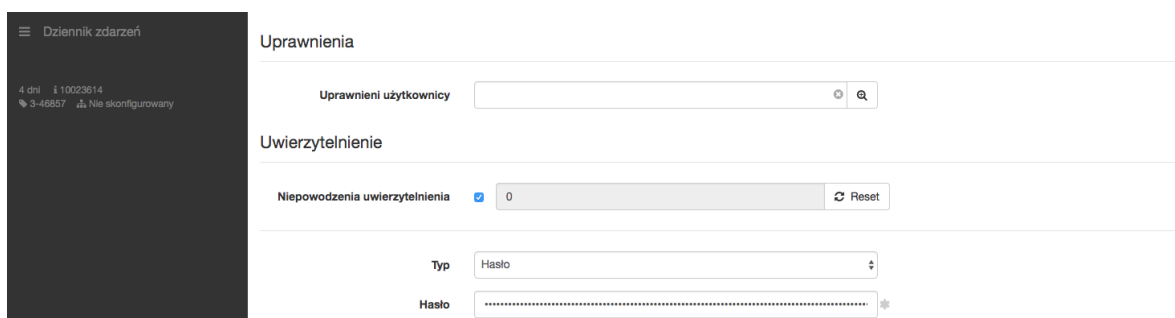 Dziennik zdarzeń
4 dni 10023614
3-46857 Nie skonfigurowany
Uprawnienia
Uprawnieni użytkownicy
Uwierzytelnienie
Niepowodzenia uwierzytelnienia 0 Reset
Typ Hasło
Hasło